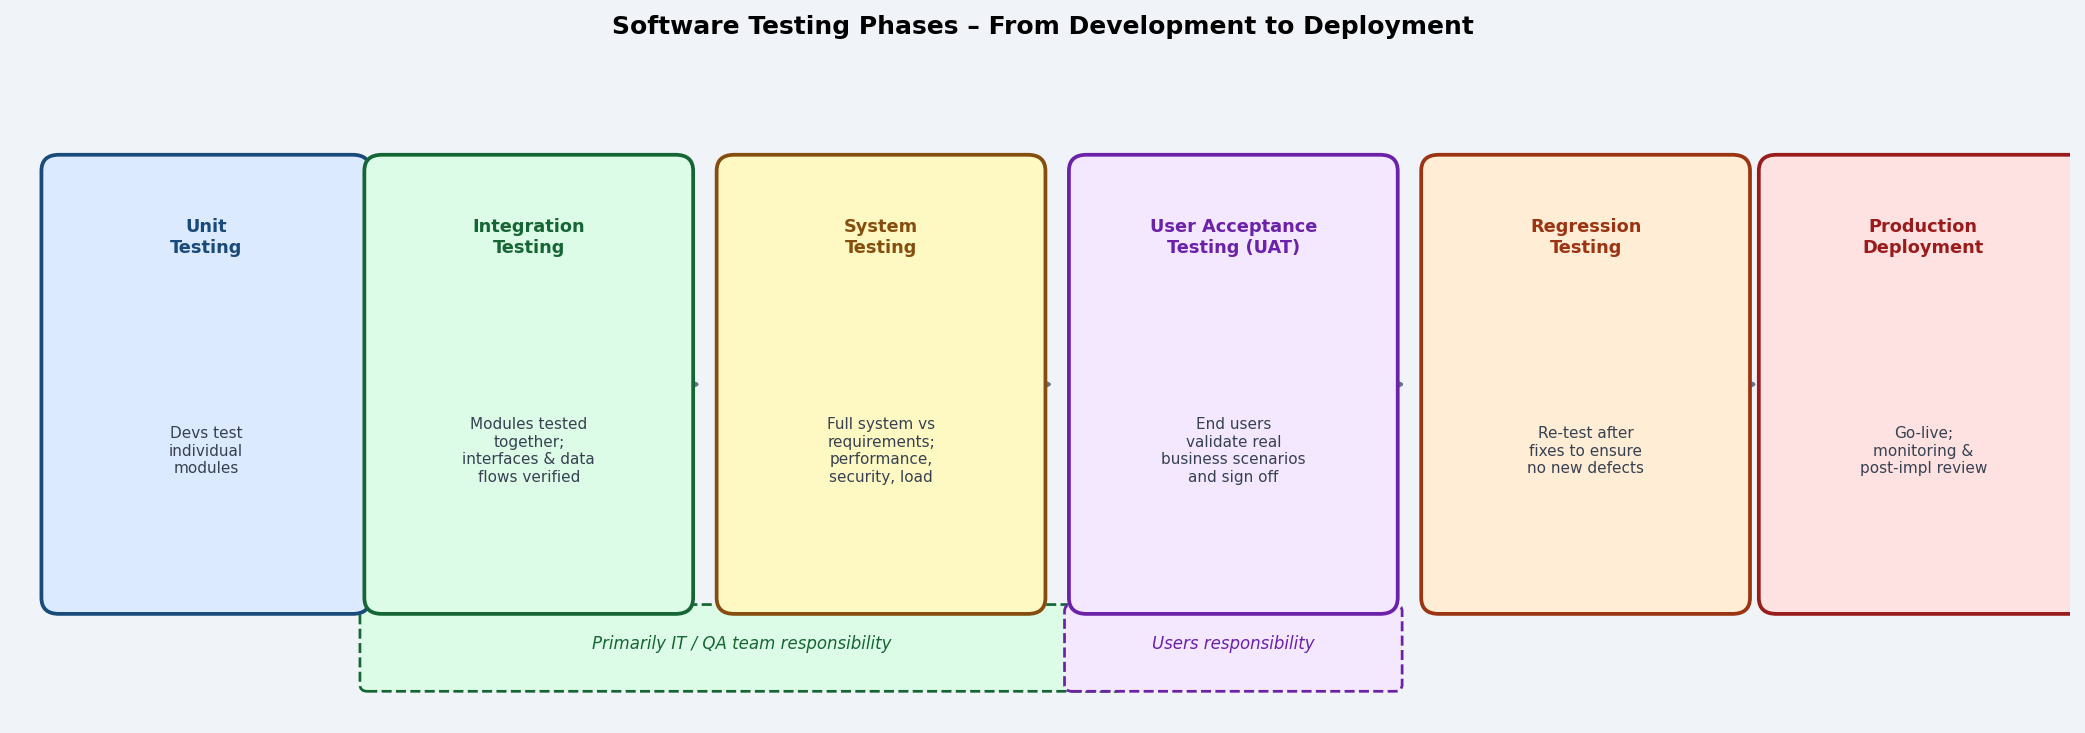 Software Testing Phases – From Development to Deployment
Unit
Testing
Devs test
individual
modules
Integration
Testing
Modules tested
together;
interfaces & data
flows verified
System
Testing
Full system vs
requirements;
performance,
security, load
User Acceptance
Testing (UAT)
End users
validate real
business scenarios
and sign off
Regression
Testing
Re-test after
fixes to ensure
no new defects
Production
Deployment
Go-live;
monitoring &
post-impl review
Primarily IT / QA team responsibility
Users responsibility